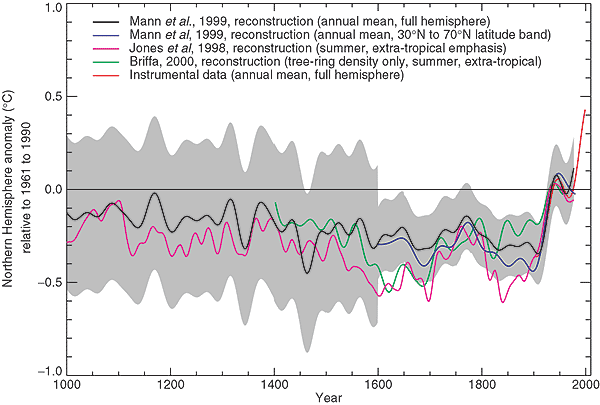 Mann et al., 1999, reconstruction (annual mean, full hemisphere)
Mann et al, 1999, reconstruction (annual mean, 30°N to 70°N latitude band)
Jones et al, 1998, reconstruction (summer, extra-tropical emphasis)
Briffa, 2000, reconstruction (tree-ring density only, summer, extra-tropical)
Instrumental data (annual mean, full hemisphere)
Northern Hemisphere anomaly (°C)
relative to 1961 to 1990
1.0
0.5
0.0
−0.5
−1.0
1000 1200 1400 1600 1800 2000
Year